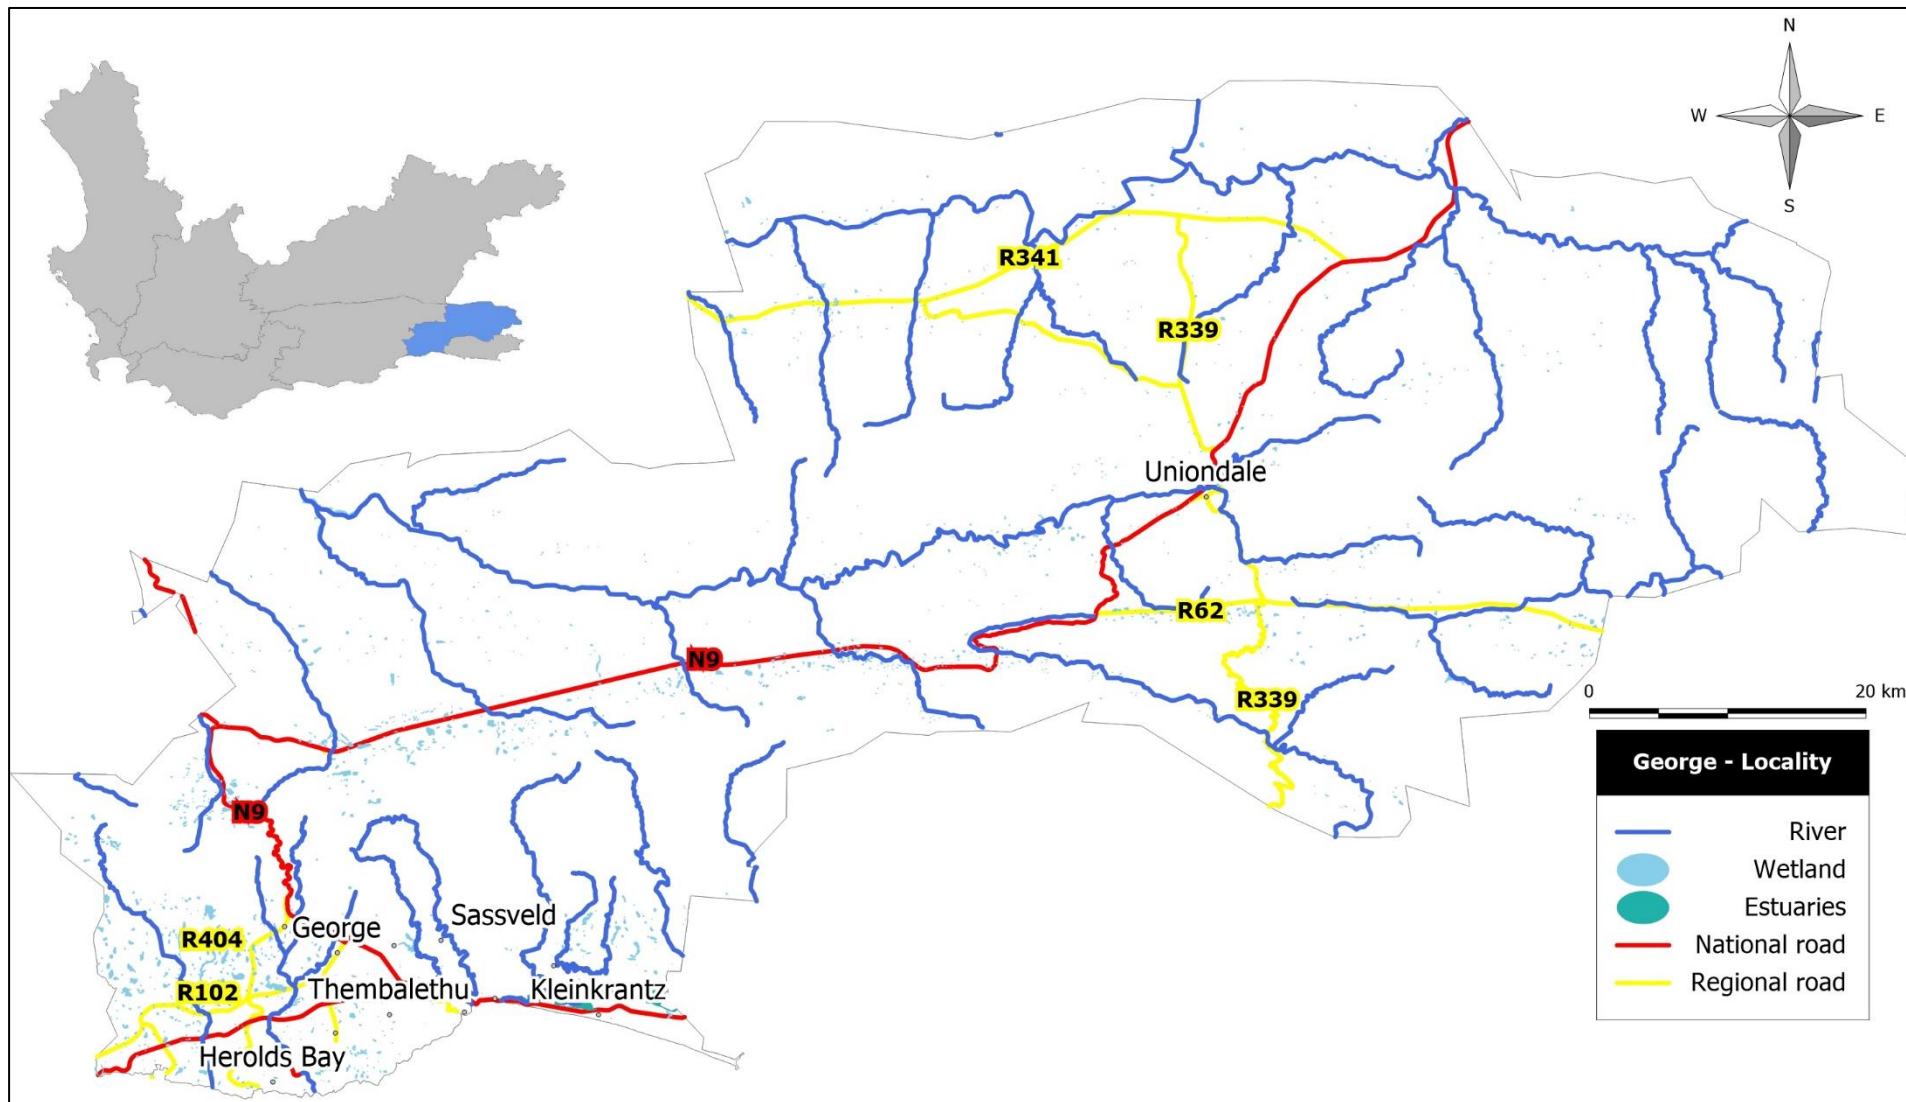 N
W
E
S
R341
R339
Uniondale
R62
N9
R339
0
20 km
George - Locality
N9
River
Wetland
Sassveld
Estuaries
George
R404
National road
Regional road
R102
Thembalethu
Kleinkrantz
Herolds Bay